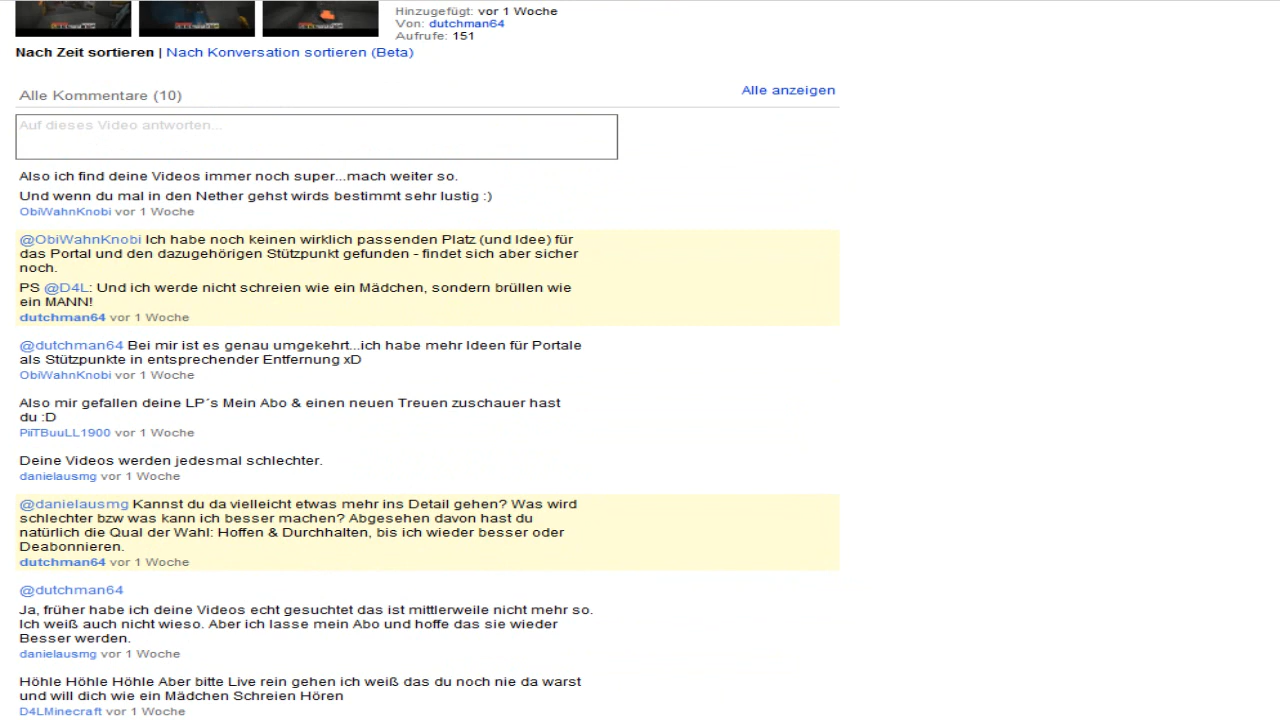 Hinzugefügt: vor 1 Woche
Von: dutchman64
Aufrufe: 151
Nach Zeit sortieren | Nach Konversation sortieren (Beta)
Alle Kommentare (10)
Alle anzeigen
Auf dieses Video antworten...
Also ich find deine Videos immer noch super...mach weiter so.
Und wenn du mal in den Nether gehst wirds bestimmt sehr lustig :)
ObiWahnKnobi vor 1 Woche
@ObiWahnKnobi Ich habe noch keinen wirklich passenden Platz (und Idee) für
das Portal und den dazugehörigen Stützpunkt gefunden - findet sich aber sicher
noch.
PS @D4L: Und ich werde nicht schreien wie ein Mädchen, sondern brüllen wie
ein MANN!
dutchman64 vor 1 Woche
@dutchman64 Bei mir ist es genau umgekehrt...ich habe mehr Ideen für Portale
als Stützpunkte in entsprechender Entfernung xD
ObiWahnKnobi vor 1 Woche
Also mir gefallen deine LP´s Mein Abo & einen neuen Treuen zuschauer hast
du :D
PiiTBuuLL1900 vor 1 Woche
Deine Videos werden jedesmal schlechter.
danielausmg vor 1 Woche
@danielausmg Kannst du da vielleicht etwas mehr ins Detail gehen? Was wird
schlechter bzw was kann ich besser machen? Abgesehen davon hast du
natürlich die Qual der Wahl: Hoffen & Durchhalten, bis ich wieder besser oder
Deabonnieren.
dutchman64 vor 1 Woche
@dutchman64
Ja, früher habe ich deine Videos echt gesuchtet das ist mittlerweile nicht mehr so.
Ich weiß auch nicht wieso. Aber ich lasse mein Abo und hoffe das sie wieder
Besser werden.
danielausmg vor 1 Woche
Höhle Höhle Höhle Aber bitte Live rein gehen ich weiß das du noch nie da warst
und will dich wie ein Mädchen Schreien Hören
D4LMinecraft vor 1 Woche